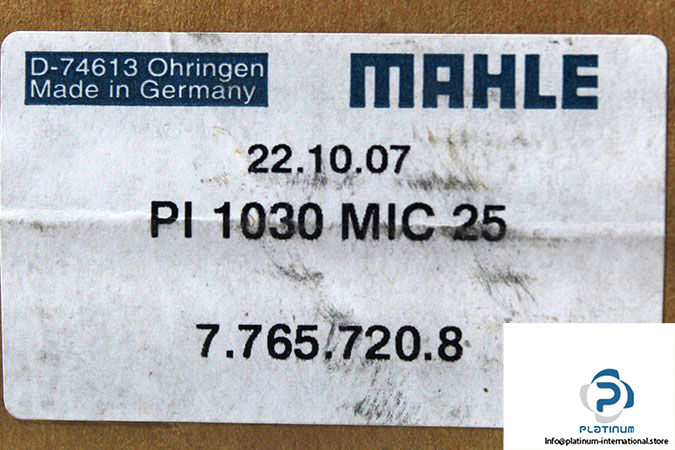 D-74613 Ohringen
Made in Germany
MAHLE
22.10.07
PI 1030 MIC 25
7.765.720.8
PLATINUM
Info@platinum-international.store